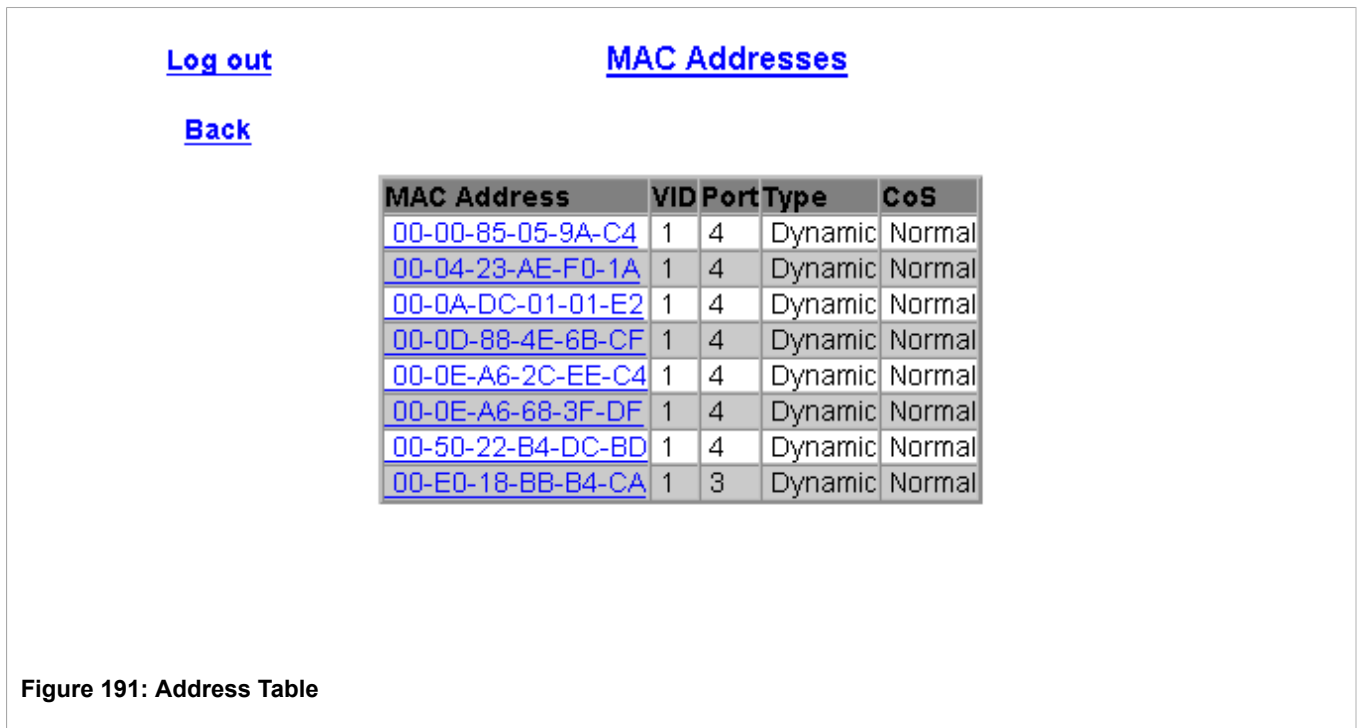 Log out MAC Addresses
Back
MAC Address VID Port Type CoS
00-00-85-05-9A-C4 1 4 Dynamic Normal
00-04-23-AE-F0-1A 1 4 Dynamic Normal
00-0A-DC-01-01-E2 1 4 Dynamic Normal
00-0D-88-4E-6B-CF 1 4 Dynamic Normal
00-0E-A6-2C-EE-C4 1 4 Dynamic Normal
00-0E-A6-68-3F-DF 1 4 Dynamic Normal
00-50-22-B4-DC-BD 1 4 Dynamic Normal
00-E0-18-BB-B4-CA 1 3 Dynamic Normal
Figure 191: Address Table